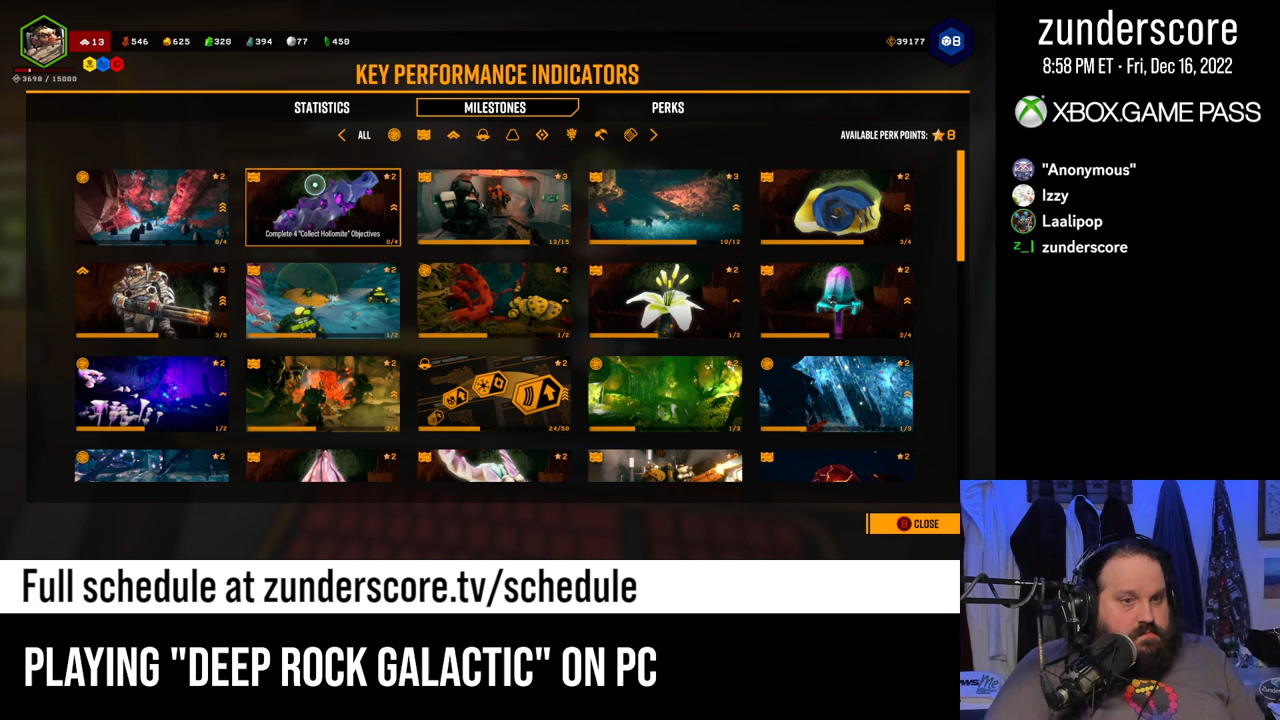 13 546 625 320 394 77 450
39177 8
3698 / 15000
KEY PERFORMANCE INDICATORS
STATISTICS MILESTONES PERKS
ALL
AVAILABLE PERK POINTS: 8
2 2 3 3 2
Complete 4 "Collect Hollomite" Objectives
0/4 0/4 13/15 10/12 3/4
5 2 2 2 2
3/5 1/2 1/2 1/2 2/4
2 2 2 2 2
1/2 2/4 24/50 1/3 1/3
2 2 2 2 2
B CLOSE
zunderscore
8:58 PM ET · Fri, Dec 16, 2022
XBOX GAME PASS
"Anonymous"
Izzy
Laalipop
z_| zunderscore
Full schedule at zunderscore.tv/schedule
PLAYING "DEEP ROCK GALACTIC" ON PC